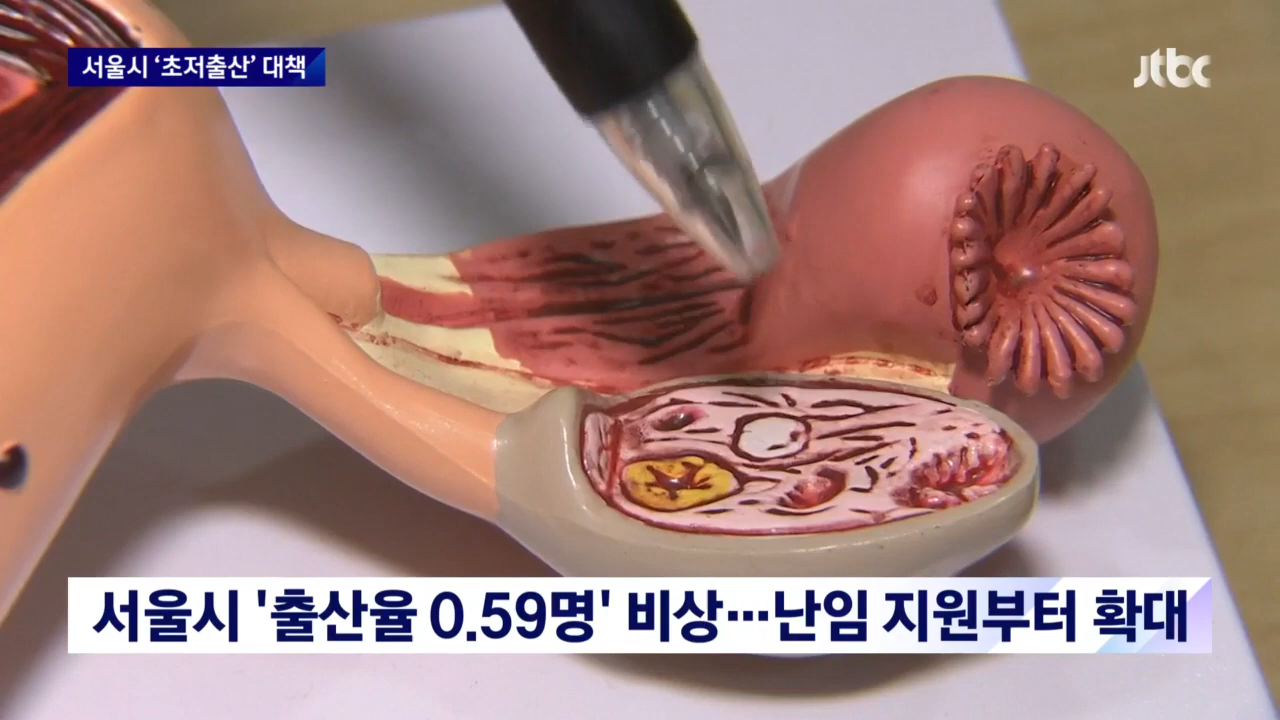 서울시 ‘초저출산’ 대책
jtbc
서울시 '출산율 0.59명' 비상…난임 지원부터 확대